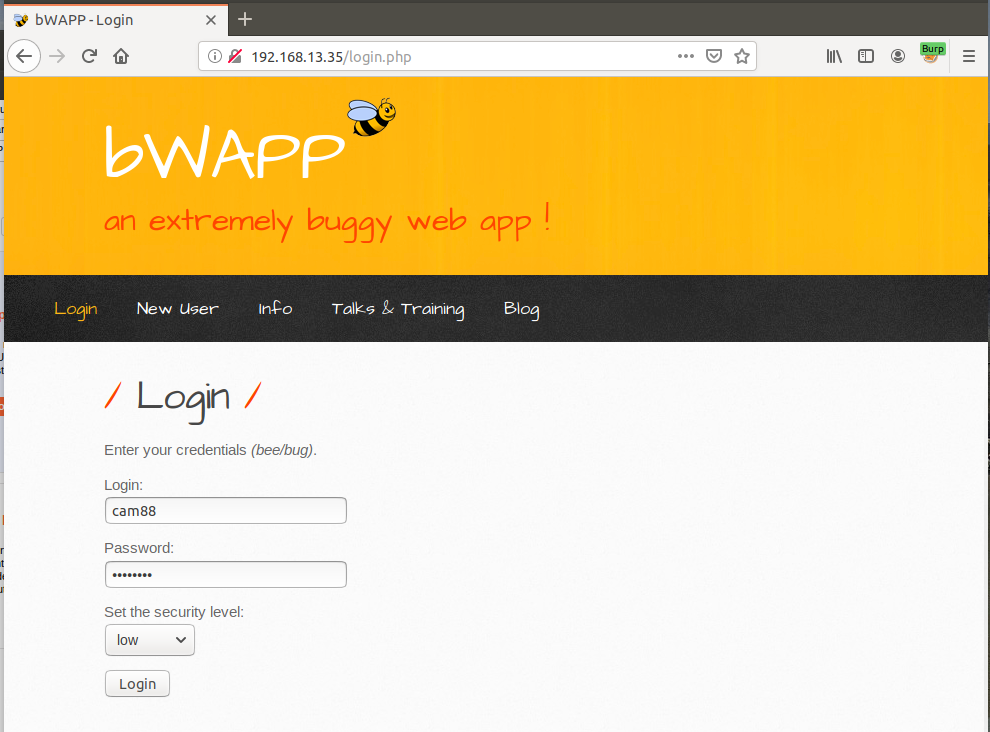 bWAPP - Login
192.168.13.35/login.php
Burp
bWAPP
an extremely buggy web app !
Login New User Info Talks & Training Blog
/ Login /
Enter your credentials (bee/bug).
Login:
cam88
Password:
••••••••
Set the security level:
low
Login